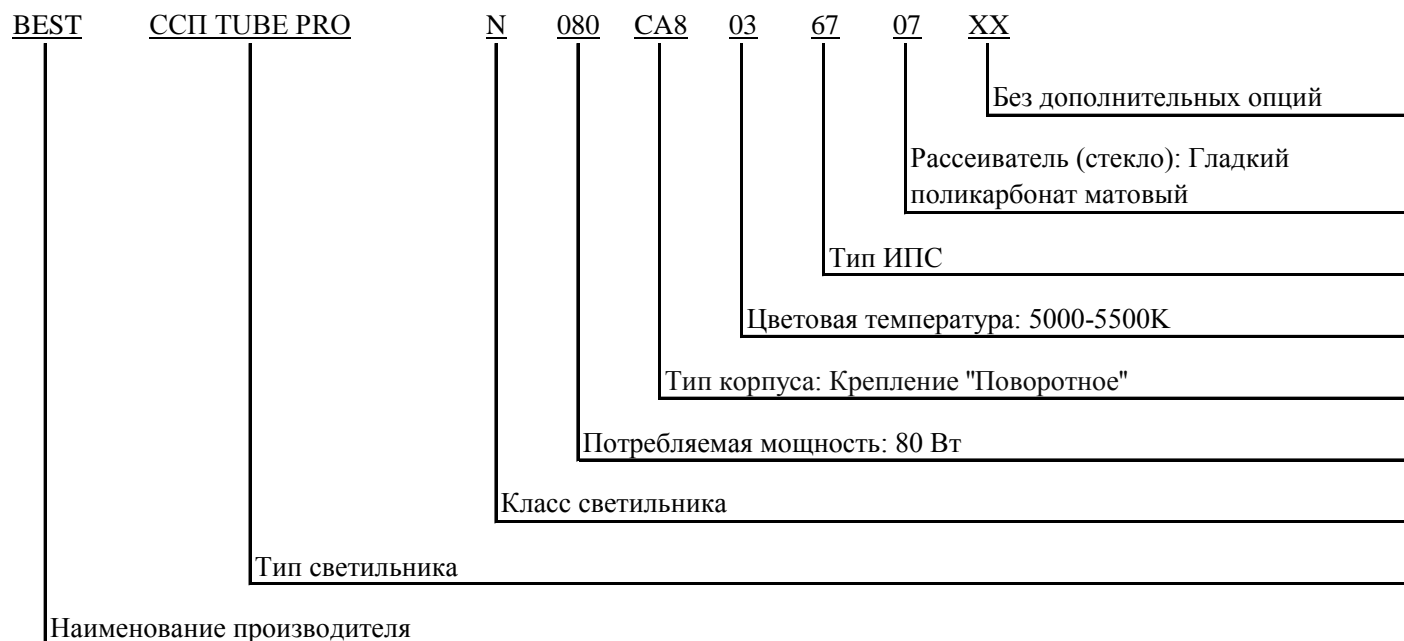 BEST ССП TUBE PRO N 080 CA8 03 67 07 XX
Без дополнительных опций
Рассеиватель (стекло): Гладкий
поликарбонат матовый
Тип ИПС
Цветовая температура: 5000-5500К
Тип корпуса: Крепление "Поворотное"
Потребляемая мощность: 80 Вт
Класс светильника
Тип светильника
Наименование производителя